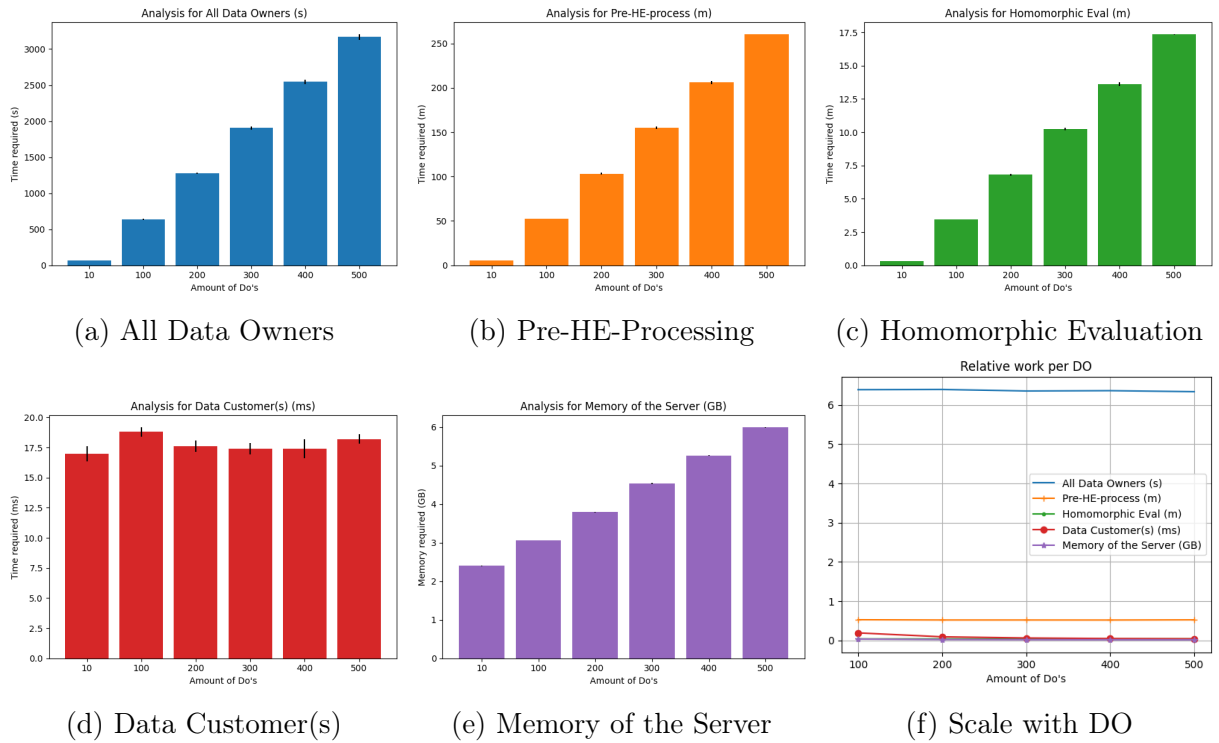 Analysis for All Data Owners (s)
Time required (s)
3000
2500
2000
1500
1000
500
0
10 100 200 300 400 500
Amount of Do's
(a) All Data Owners
Analysis for Pre-HE-process (m)
Time required (m)
250
200
150
100
50
0
10 100 200 300 400 500
Amount of Do's
(b) Pre-HE-Processing
Analysis for Homomorphic Eval (m)
Time required (m)
17.5
15.0
12.5
10.0
7.5
5.0
2.5
0.0
10 100 200 300 400 500
Amount of Do's
(c) Homomorphic Evaluation
Analysis for Data Customer(s) (ms)
Time required (ms)
20.0
17.5
15.0
12.5
10.0
7.5
5.0
2.5
0.0
10 100 200 300 400 500
Amount of Do's
(d) Data Customer(s)
Analysis for Memory of the Server (GB)
Memory required (GB)
6
5
4
3
2
1
0
10 100 200 300 400 500
Amount of Do's
(e) Memory of the Server
Relative work per DO
6
5
4
3
2
1
0
All Data Owners (s)
Pre-HE-process (m)
Homomorphic Eval (m)
Data Customer(s) (ms)
Memory of the Server (GB)
100 200 300 400 500
Amount of Do's
(f) Scale with DO